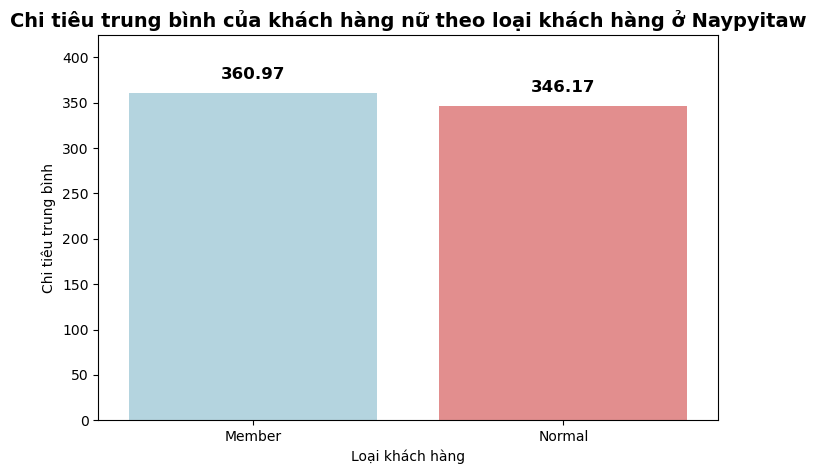 Chi tiêu trung bình của khách hàng nữ theo loại khách hàng ở Naypyitaw
400
350
300
250
200
150
100
50
0
Chi tiêu trung bình
360.97
346.17
Member
Normal
Loại khách hàng